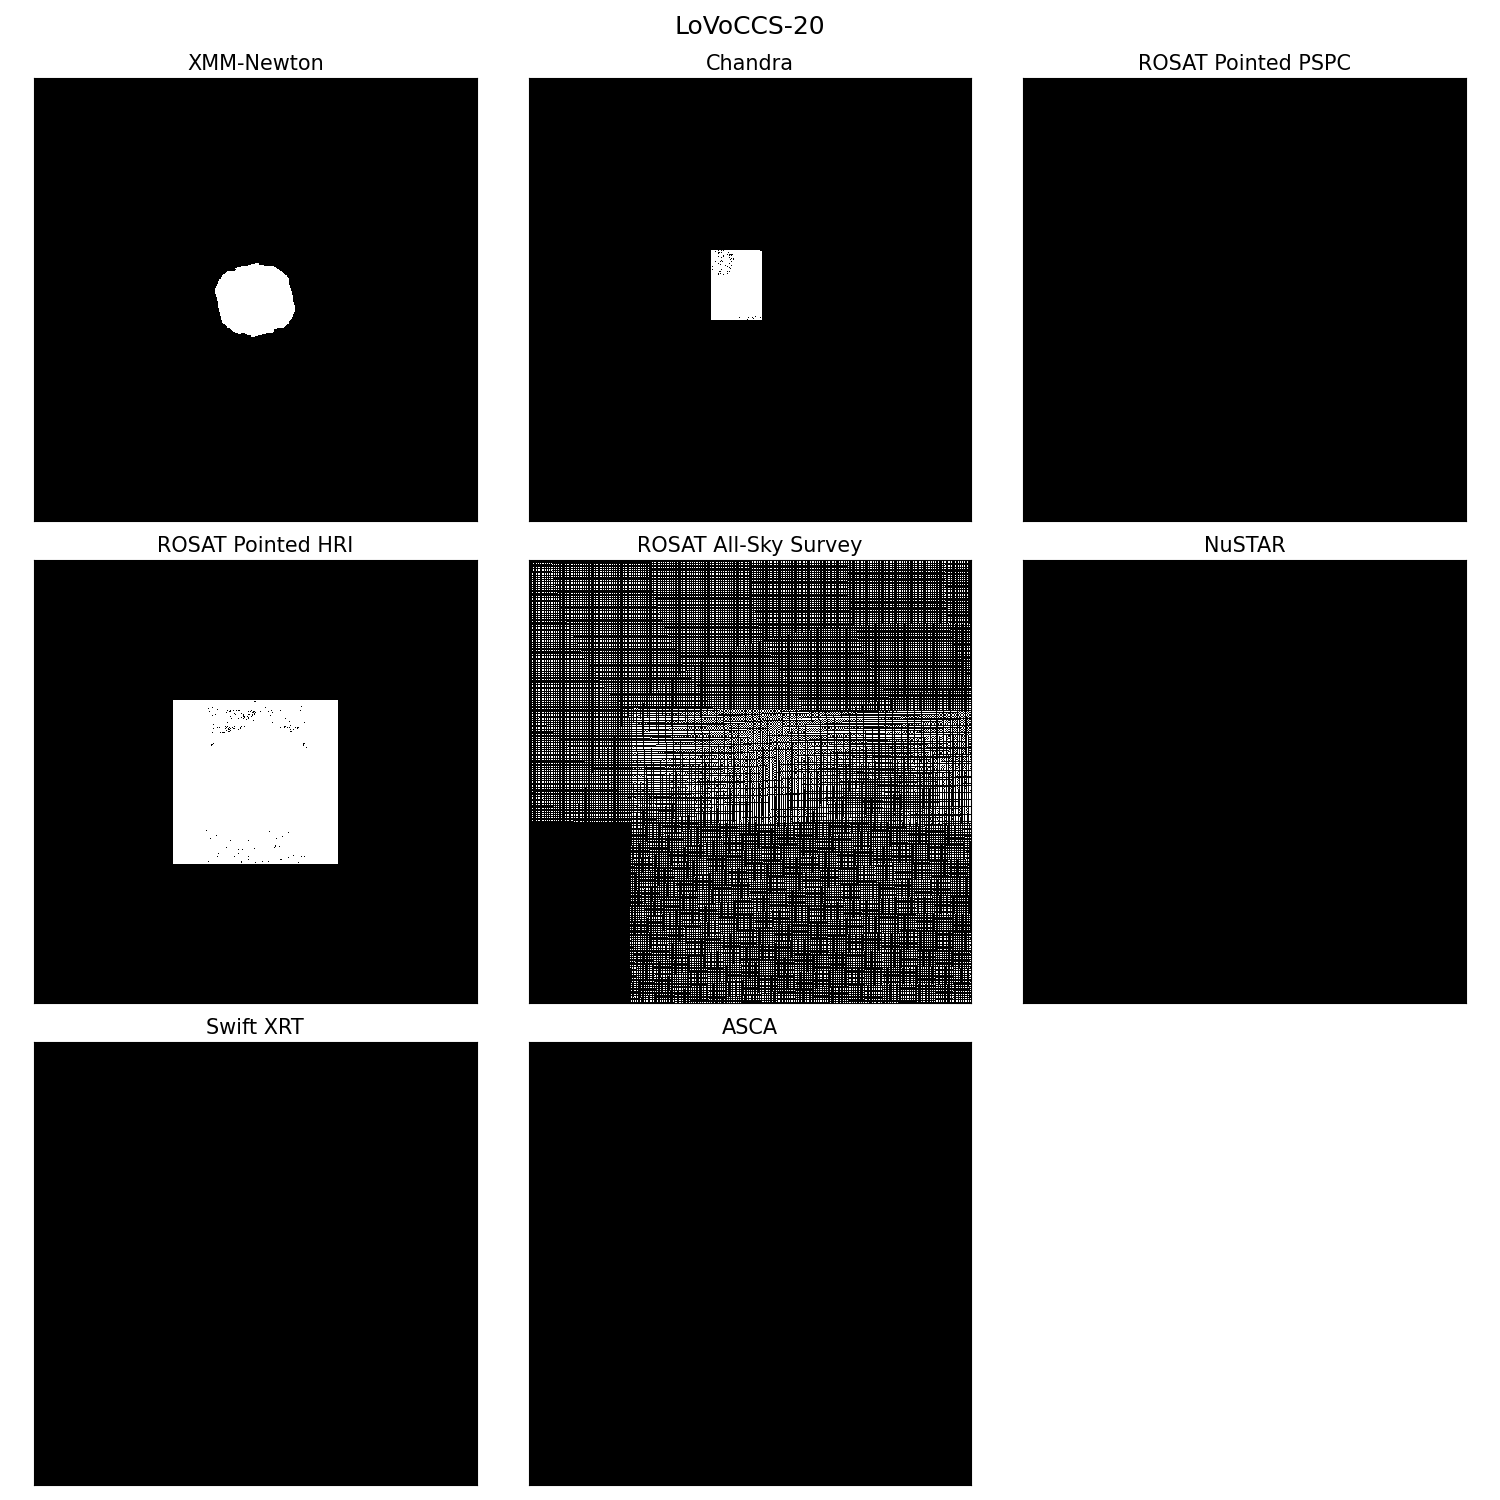 LoVoCCS-20
XMM-Newton
Chandra
ROSAT Pointed PSPC
ROSAT Pointed HRI
ROSAT All-Sky Survey
NuSTAR
Swift XRT
ASCA